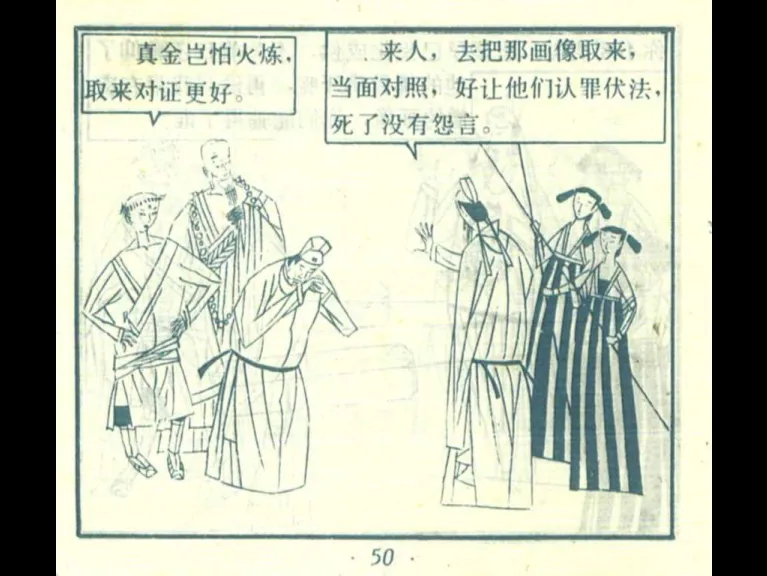 真金岂怕火炼，
取来对证更好。
来人，去把那画像取来，
当面对照，好让他们认罪伏法，
死了没有怨言。
· 50 ·